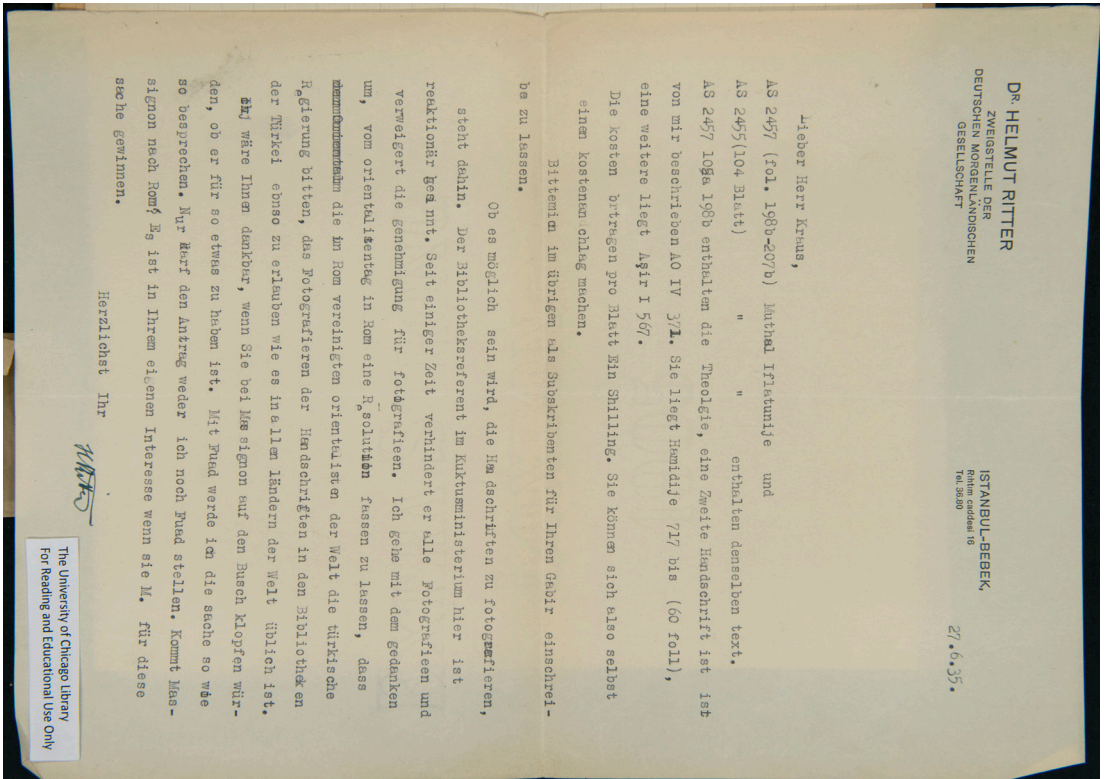 DR. HELMUT RITTER
ZWEIGSTELLE DER
DEUTSCHEN MORGENLÄNDISCHEN
GESELLSCHAFT
ISTANBUL-BEBEK,
Rıhtım caddesi 16
Tel. 36.80
27.6.35.
Lieber Herr Kraus,
AS 2457 (fol. 198b-207b) Muthal Iflatunije und
AS 2455(104 Blatt) " " enthalten denselben text.
AS 2457 108a 198b enthalten die Theolgie, eine Zweite Handschrift ist ist
von mir beschrieben AO IV 371. Sie liegt Hamidije 717 bis (60 foll),
eine weitere liegt Aşir I 567.
Die kosten brtragen pro Blatt Ein Shilling. Sie können sich also selbst
einen kostenan chlag machen.
Bittemich im übrigen als Subskribenten für Ihren Gabir einschrei-
be zu lassen.
Ob es möglich sein wird, die Handschriften zu fotografieren,
steht dahin. Der Bibliotheksreferent im Kuktusministerium hier ist
reaktionär gesinnt. Seit einiger Zeit verhindert er alle Fotografieen und
verweigert die genehmigung für fotografieen. Ich gehe mit dem gedanken
um, vom orientalistentag in Rom eine Resolution fassen zu lassen, dass
die in Rom vereinigten orientalisten der Welt die türkische
Regierung bitten, das Fotografieren der Handschriften in den Bibliotheken
der Türkei ebnso zu erlauben wie es in allen ländern der Welt üblich ist.
Ich wäre Ihnen dankbar, wenn Sie bei Massignon auf den Busch klopfen wür-
den, ob er für so etwas zu haben ist. Mit Fuad werde ich die sache so wie
so besprechen. Nur darf den Antrag weder ich noch Fuad stellen. Kommt Mas-
signon nach Rom? Es ist in Ihrem eigenen Interesse wenn sie M. für diese
sache gewinnen.
Herzlichst Ihr
HRitter
The University of Chicago Library
For Reading and Educational Use Only